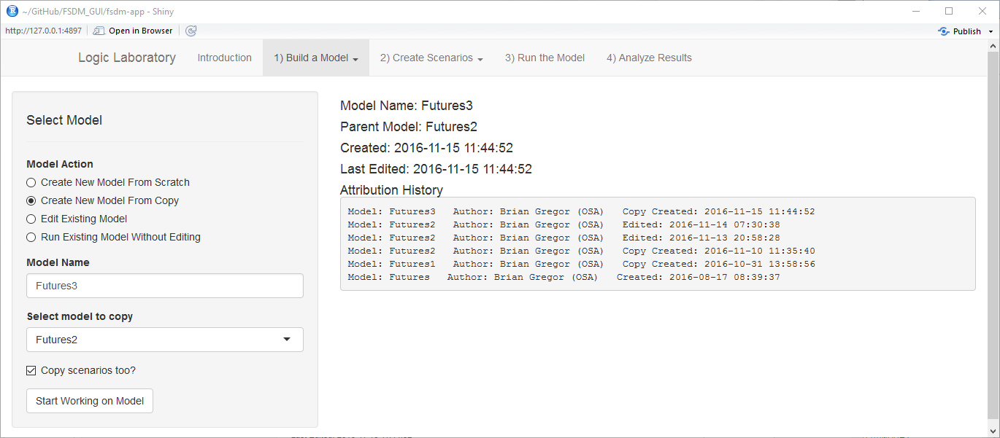 ~/GitHub/FSDM_GUI/fsdm-app - Shiny
http://127.0.0.1:4897 Open in Browser Publish
Logic Laboratory Introduction 1) Build a Model 2) Create Scenarios 3) Run the Model 4) Analyze Results
Select Model
Model Action
Create New Model From Scratch
Create New Model From Copy
Edit Existing Model
Run Existing Model Without Editing
Model Name
Futures3
Select model to copy
Futures2
Copy scenarios too?
Start Working on Model
Model Name: Futures3
Parent Model: Futures2
Created: 2016-11-15 11:44:52
Last Edited: 2016-11-15 11:44:52
Attribution History
Model: Futures3   Author: Brian Gregor (OSA)   Copy Created: 2016-11-15 11:44:52
Model: Futures2   Author: Brian Gregor (OSA)   Edited: 2016-11-14 07:30:38
Model: Futures2   Author: Brian Gregor (OSA)   Edited: 2016-11-13 20:58:28
Model: Futures2   Author: Brian Gregor (OSA)   Copy Created: 2016-11-10 11:35:40
Model: Futures1   Author: Brian Gregor (OSA)   Copy Created: 2016-10-31 13:58:56
Model: Futures   Author: Brian Gregor (OSA)   Created: 2016-08-17 08:39:37